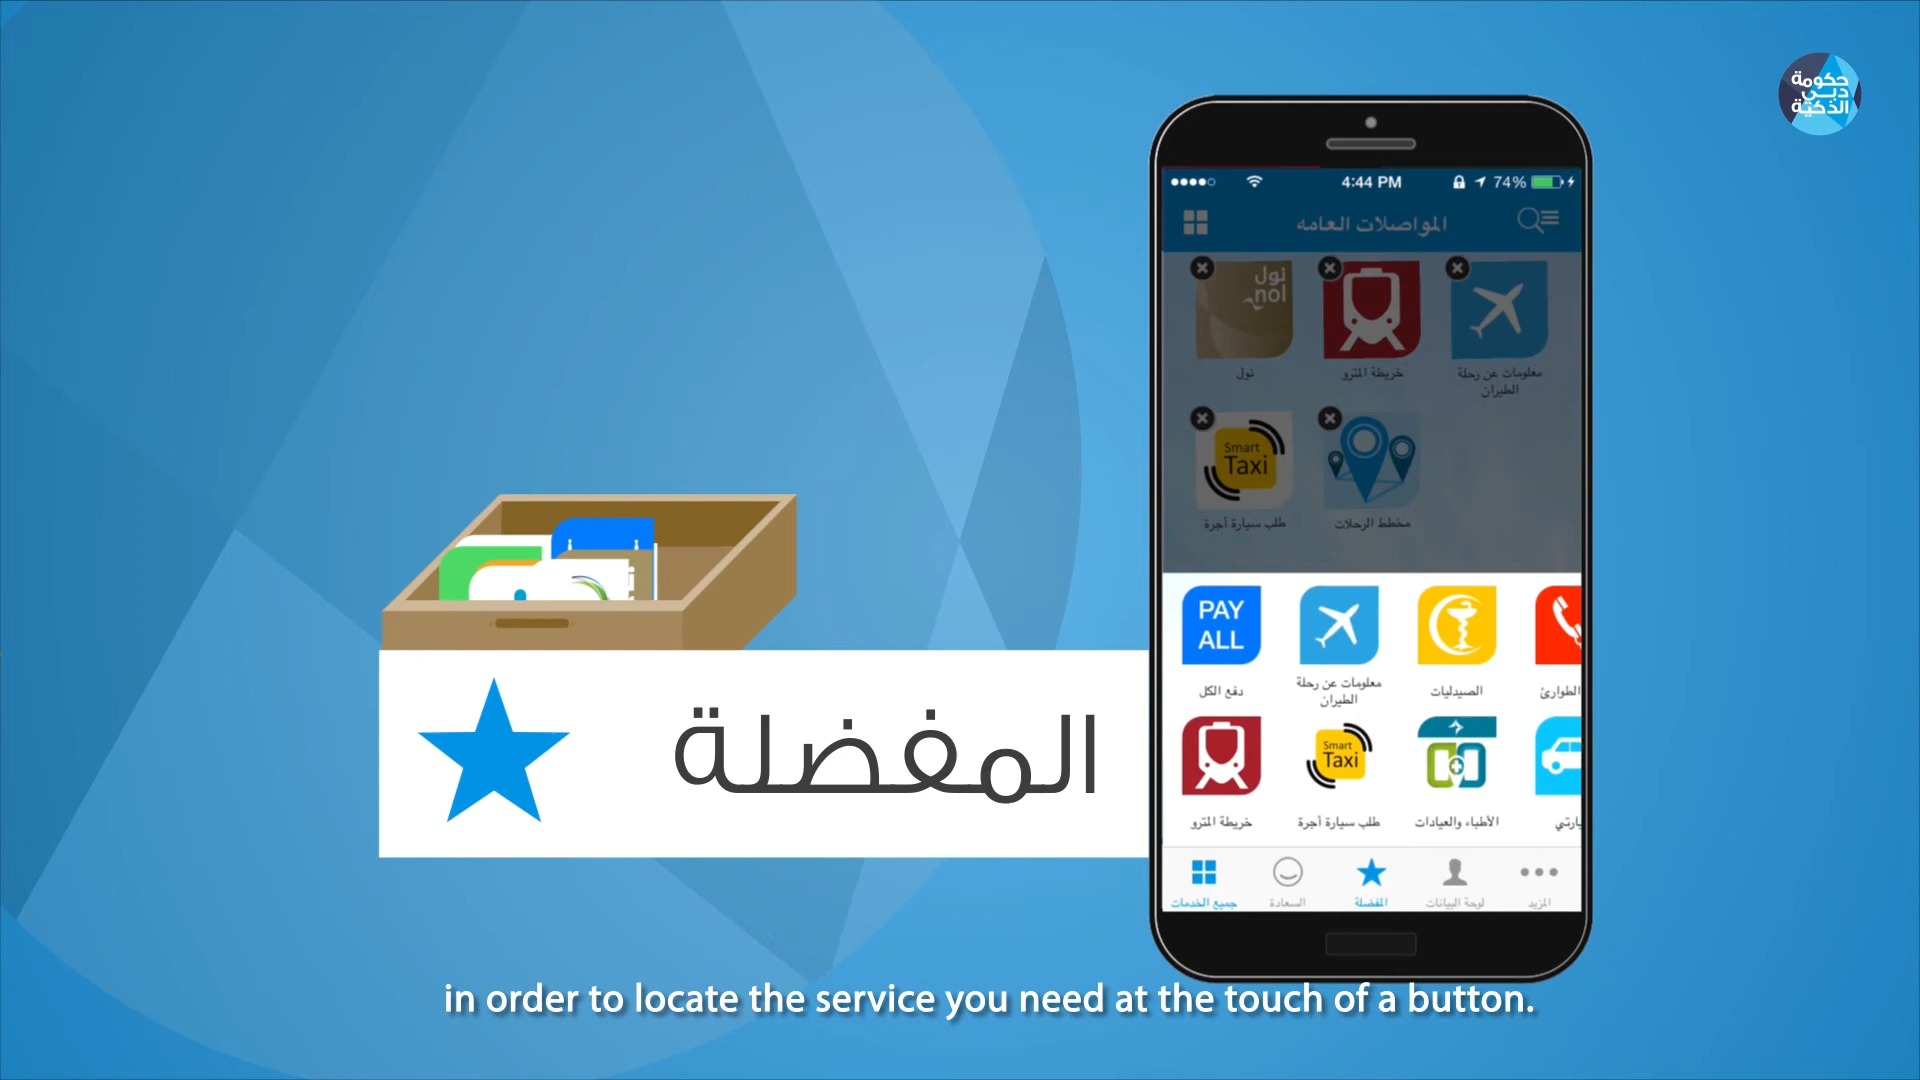 حكومة
دبي
الذكية
4:44 PM
74%
المواصلات العامه
نول
nol
نول
خريطة المترو
معلومات عن رحلة
الطيران
Smart
Taxi
طلب سيارة أجرة
مخطط الرحلات
PAY
ALL
دفع الكل
معلومات عن رحلة
الطيران
الصيدليات
الطوارئ
خريطة المترو
Smart
Taxi
طلب سيارة أجرة
الأطباء والعيادات
يارتي
جميع الخدمات
السعادة
المفضلة
لوحة البيانات
المزيد
المفضلة
in order to locate the service you need at the touch of a button.